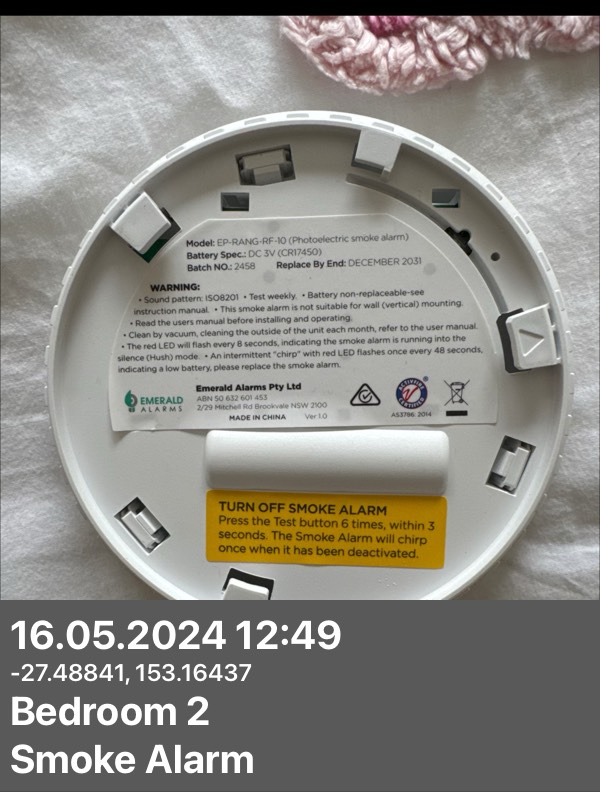 Model: EP-RANG-RF-10 (Photoelectric smoke alarm)
Battery Spec.: DC 3V (CR17450)
Batch NO.: 2458 Replace By End: DECEMBER 2031
WARNING:
• Sound pattern: ISO8201 • Test weekly. • Battery non-replaceable-see
instruction manual. • This smoke alarm is not suitable for wall (vertical) mounting.
• Read the users manual before installing and operating.
• Clean by vacuum, cleaning the outside of the unit each month, refer to the user manual.
• The red LED will flash every 8 seconds, indicating the smoke alarm is running into the
silence (Hush) mode. • An intermittent "chirp" with red LED flashes once every 48 seconds,
indicating a low battery, please replace the smoke alarm.
EMERALD
ALARMS
Emerald Alarms Pty Ltd
ABN 50 632 601 453
2/29 Mitchell Rd Brookvale NSW 2100
MADE IN CHINA Ver 1.0
ACTIVFIRE
CERTIFIED
AS3786: 2014
TURN OFF SMOKE ALARM
Press the Test button 6 times, within 3
seconds. The Smoke Alarm will chirp
once when it has been deactivated.
16.05.2024 12:49
-27.48841, 153.16437
Bedroom 2
Smoke Alarm